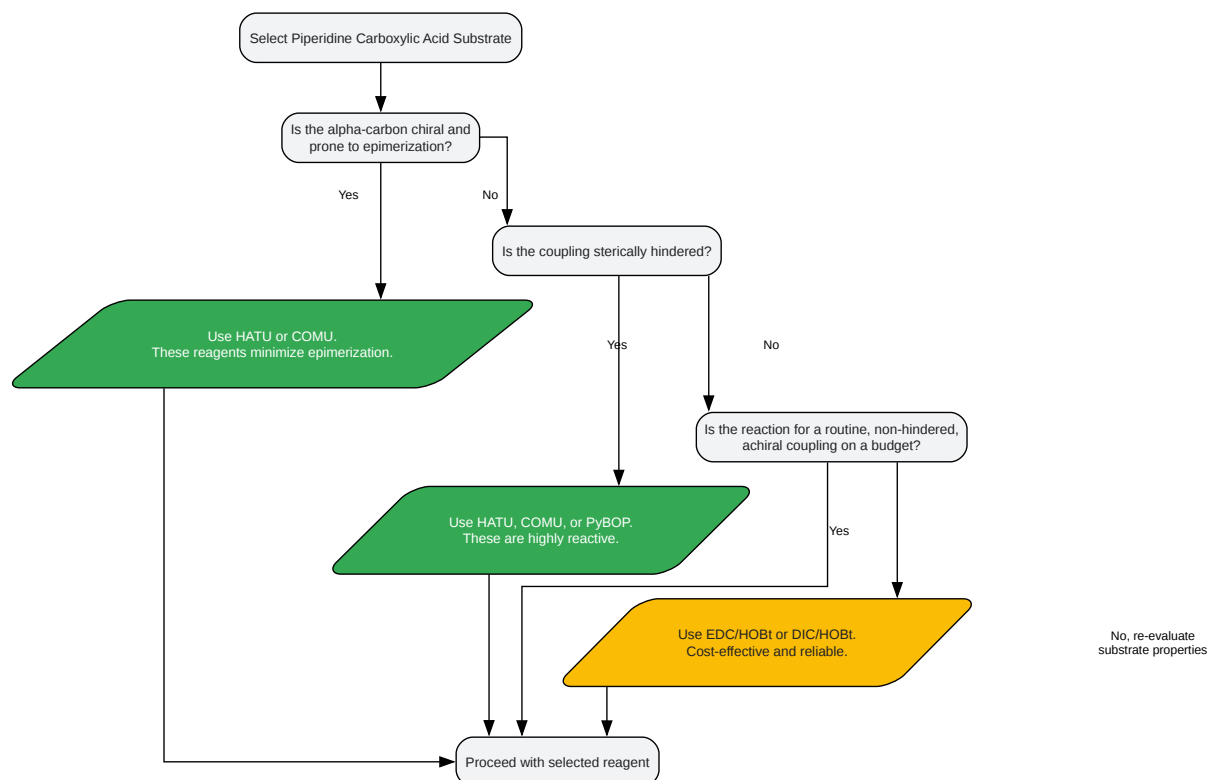 Select Piperidine Carboxylic Acid Substrate
Is the alpha-carbon chiral and
prone to epimerization?
Yes
No
Is the coupling sterically hindered?
Use HATU or COMU.
These reagents minimize epimerization.
Yes
No
Is the reaction for a routine, non-hindered,
achiral coupling on a budget?
Use HATU, COMU, or PyBOP.
These are highly reactive.
Yes
Use EDC/HOBt or DIC/HOBt.
Cost-effective and reliable.
No, re-evaluate
substrate properties
Proceed with selected reagent